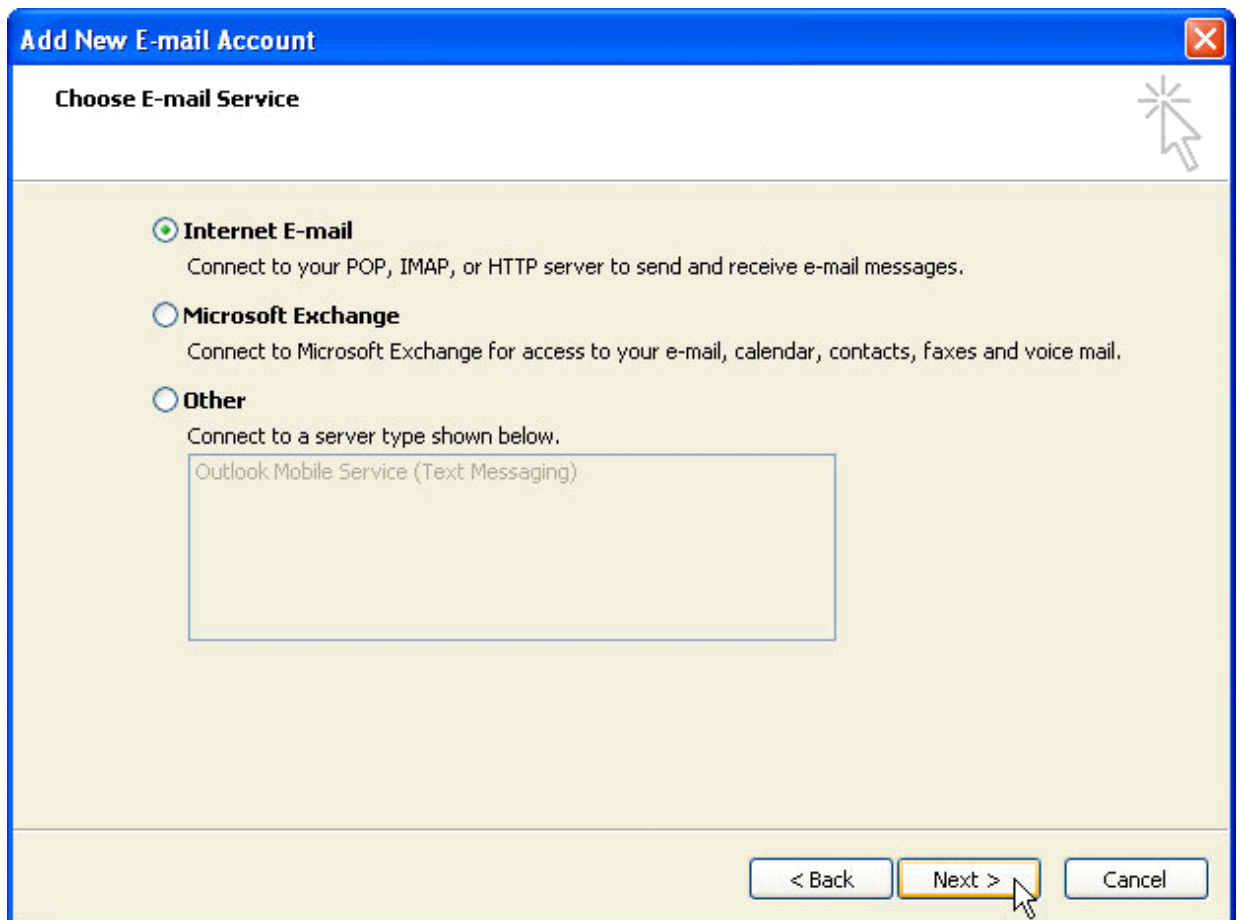 Add New E-mail Account
Choose E-mail Service
Internet E-mail
Connect to your POP, IMAP, or HTTP server to send and receive e-mail messages.
Microsoft Exchange
Connect to Microsoft Exchange for access to your e-mail, calendar, contacts, faxes and voice mail.
Other
Connect to a server type shown below.
Outlook Mobile Service (Text Messaging)
< Back Next > Cancel